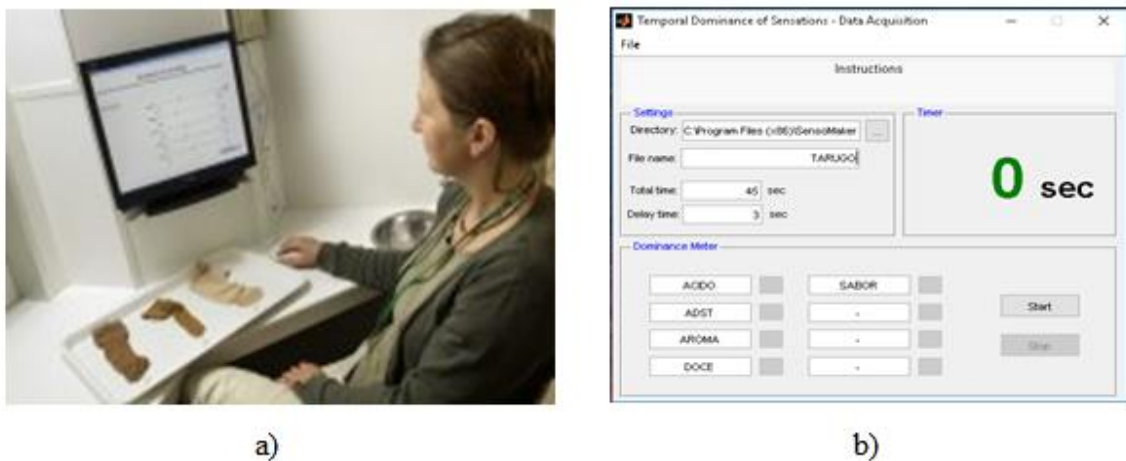 Temporal Dominance of Sensations - Data Acquisition
File
Instructions
Settings
Timer
Directory: C:\Program Files (x86)\SensoMaker ...
File name: TARUGO
0 sec
Total time: 45 sec
Delay time: 3 sec
Dominance Meter
ACIDO SABOR
ADST -
Start
AROMA -
Stop
DOCE -
a) b)